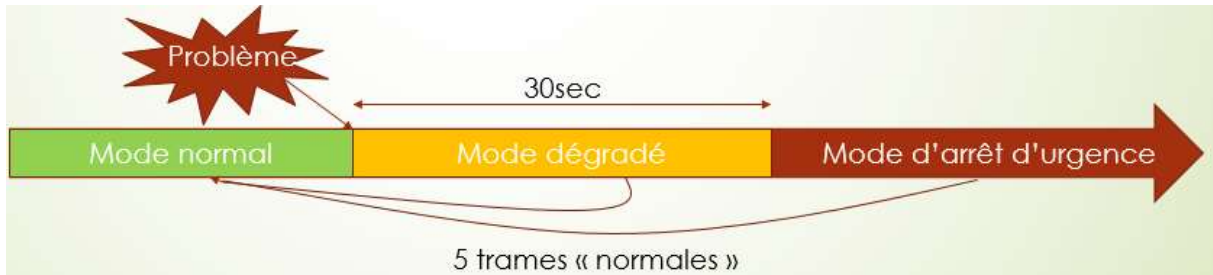 Problème
30sec
Mode normal
Mode dégradé
Mode d'arrêt d'urgence
5 trames « normales »